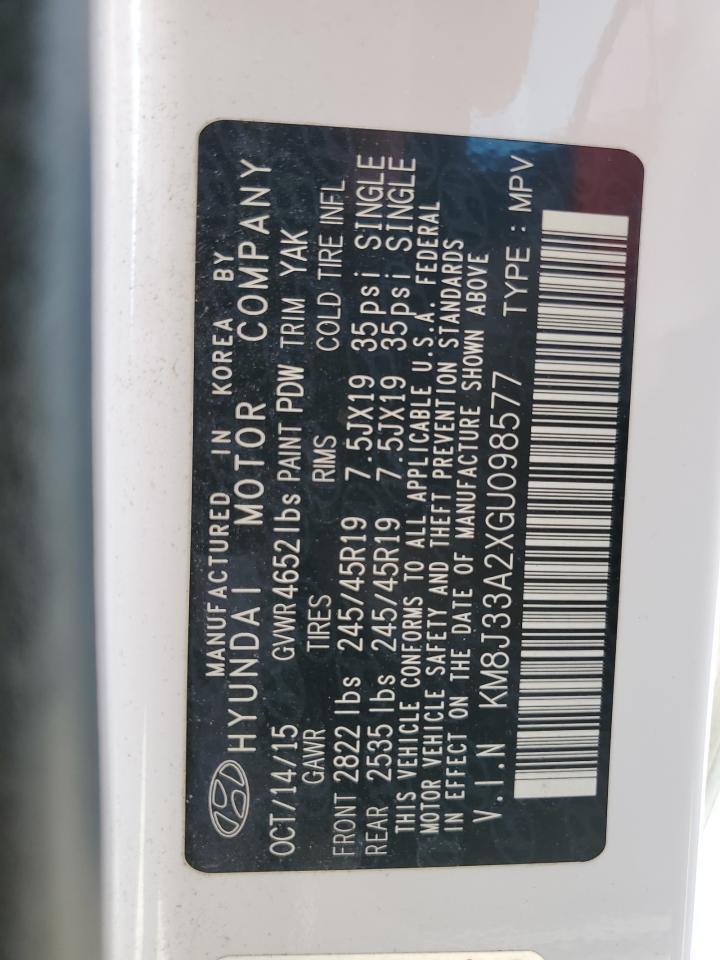 MANUFACTURED IN KOREA BY
HYUNDAI MOTOR COMPANY
OCT/14/15 GVWR 4652 lbs PAINT PDW TRIM YAK
GAWR TIRES RIMS COLD TIRE INFL
FRONT 2822 lbs 245/45R19 7.5JX19 35psi SINGLE
REAR 2535 lbs 245/45R19 7.5JX19 35psi SINGLE
THIS VEHICLE CONFORMS TO ALL APPLICABLE U.S.A. FEDERAL
MOTOR VEHICLE SAFETY AND THEFT PREVENTION STANDARDS
IN EFFECT ON THE DATE OF MANUFACTURE SHOWN ABOVE
V.I.N KM8J33A2XGU098577 TYPE : MPV